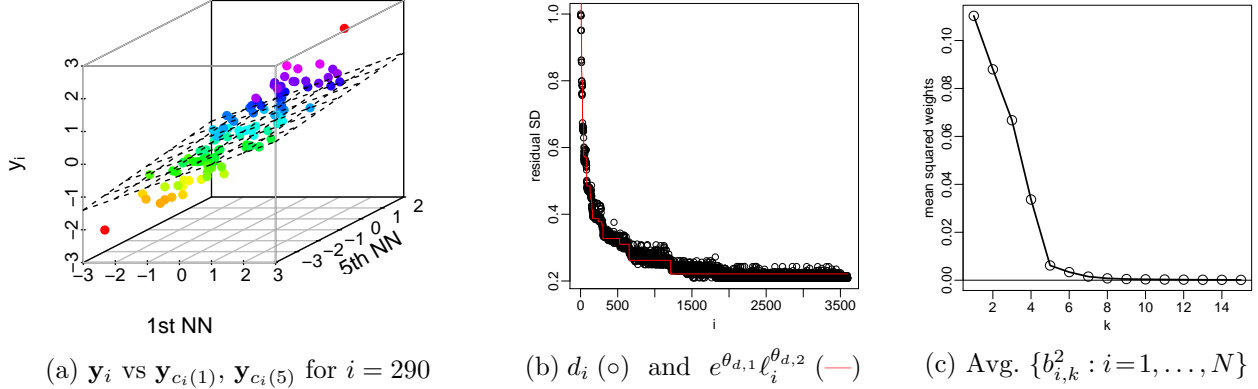 y_i
3
2
1
0
−1
−2
−3
−3 −2 −1 0 1 2 3
1st NN
−3 −2 −1 0 1 2
5th NN
residual SD
1.0
0.8
0.6
0.4
0.2
0 500 1500 2500 3500
i
mean squared weights
0.10
0.08
0.06
0.04
0.02
0.00
2 4 6 8 10 12 14
k
(a) y_i vs y_{c_i(1)}, y_{c_i(5)} for i = 290
(b) d_i (○) and e^{θ_{d,1}} ℓ_i^{θ_{d,2}} (—)
(c) Avg. {b²_{i,k} : i=1, . . . , N}